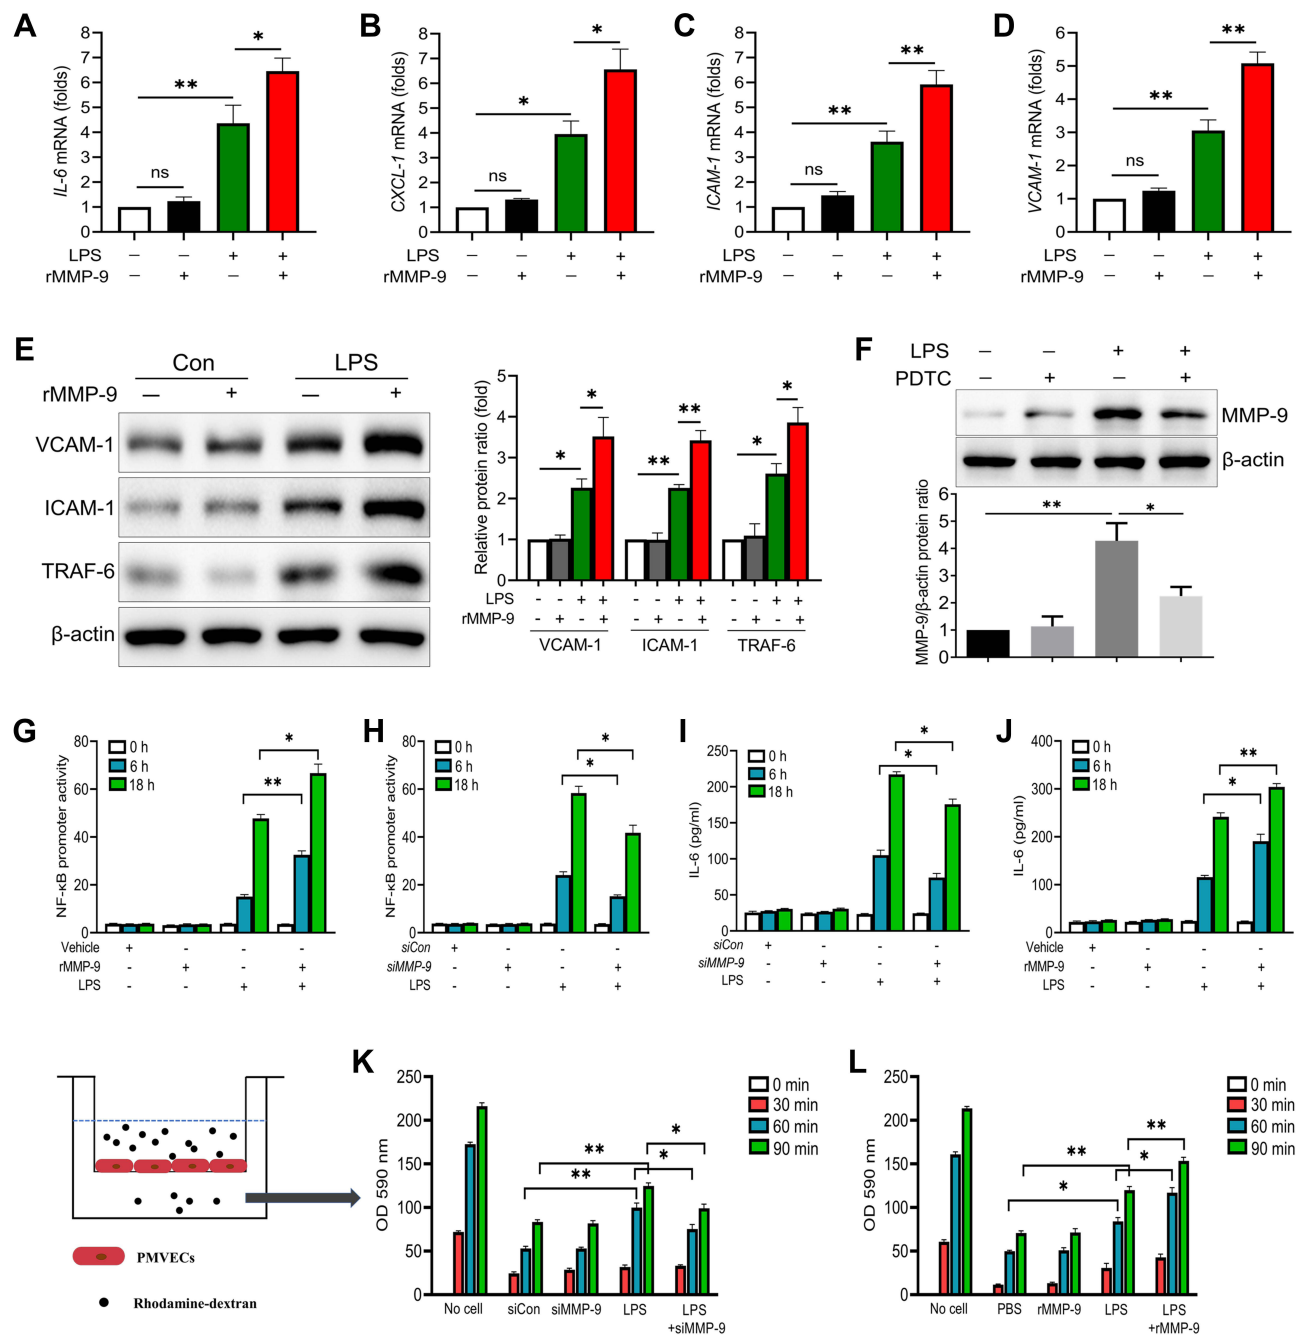 A
IL-6 mRNA (folds)
8
7
6
5
4
3
2
1
0
ns
**
*
LPS − − + +
rMMP-9 − + − +
B
CXCL-1 mRNA (folds)
8
7
6
5
4
3
2
1
0
ns
*
*
− − + +
− + − +
C
ICAM-1 mRNA (folds)
8
7
6
5
4
3
2
1
0
ns
**
**
LPS − − + +
rMMP-9 − + − +
D
VCAM-1 mRNA (folds)
6
5
4
3
2
1
0
ns
**
**
LPS − − + +
rMMP-9 − + − +
E
Con LPS
rMMP-9 — + — +
VCAM-1
ICAM-1
TRAF-6
β-actin
Relative protein ratio (fold)
5
4
3
2
1
0
* *
** **
* *
LPS - - + + - - + + - - + +
rMMP-9 - + - + - + - + - + - +
VCAM-1 ICAM-1 TRAF-6
F
LPS — — + +
PDTC — + — +
MMP-9
β-actin
MMP-9/β-actin protein ratio
6
5
4
3
2
1
0
** *
G
NF-κB promoter activity
80
60
40
20
0
0 h
6 h
18 h
*
**
Vehicle + - - -
rMMP-9 - + - +
LPS - - + +
H
NF-κB promoter activity
80
60
40
20
0
0 h
6 h
18 h
*
*
siCon + - - -
siMMP-9 - + - +
LPS - - + +
I
IL-6 (pg/ml)
250
200
150
100
50
0
0 h
6 h
18 h
*
*
siCon + - - -
siMMP-9 - + - +
LPS - - + +
J
IL-6 (pg/ml)
400
300
200
100
0
0 h
6 h
18 h
**
*
Vehicle + - - -
rMMP-9 - + - +
LPS - - + +
PMVECs
Rhodamine-dextran
K
OD 590 nm
250
200
150
100
50
0
0 min
30 min
60 min
90 min
**
**
*
*
No cell siCon siMMP-9 LPS LPS
+siMMP-9
L
OD 590 nm
250
200
150
100
50
0
0 min
30 min
60 min
90 min
**
*
**
*
No cell PBS rMMP-9 LPS LPS
+rMMP-9